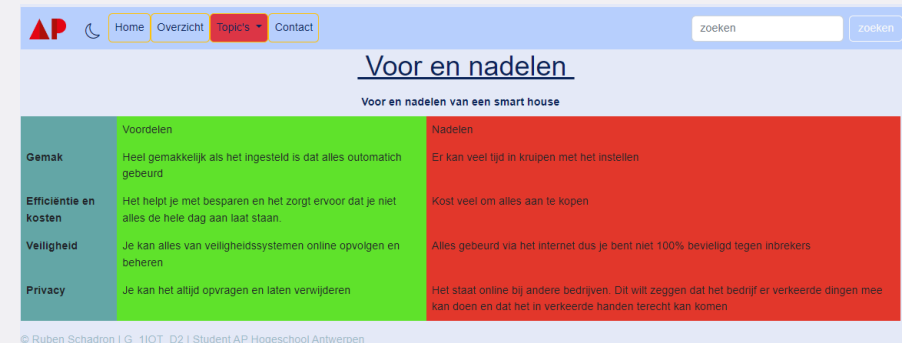 AP Home Overzicht Topic's Contact zoeken zoeken
Voor en nadelen
Voor en nadelen van een smart house
Voordelen Nadelen
Gemak Heel gemakkelijk als het ingesteld is dat alles outomatich Er kan veel tijd in kruipen met het instellen
gebeurd
Efficiëntie en Het helpt je met besparen en het zorgt ervoor dat je niet Kost veel om alles aan te kopen
kosten alles de hele dag aan laat staan.
Veiligheid Je kan alles van veiligheidssystemen online opvolgen en Alles gebeurd via het internet dus je bent niet 100% bevieligd tegen inbrekers
beheren
Privacy Je kan het altijd opvragen en laten verwijderen Het staat online bij andere bedrijven. Dit wilt zeggen dat het bedrijf er verkeerde dingen mee
kan doen en dat het in verkeerde handen terecht kan komen
© Ruben Schadron | G_1IOT_D2 | Student AP Hogeschool Antwerpen